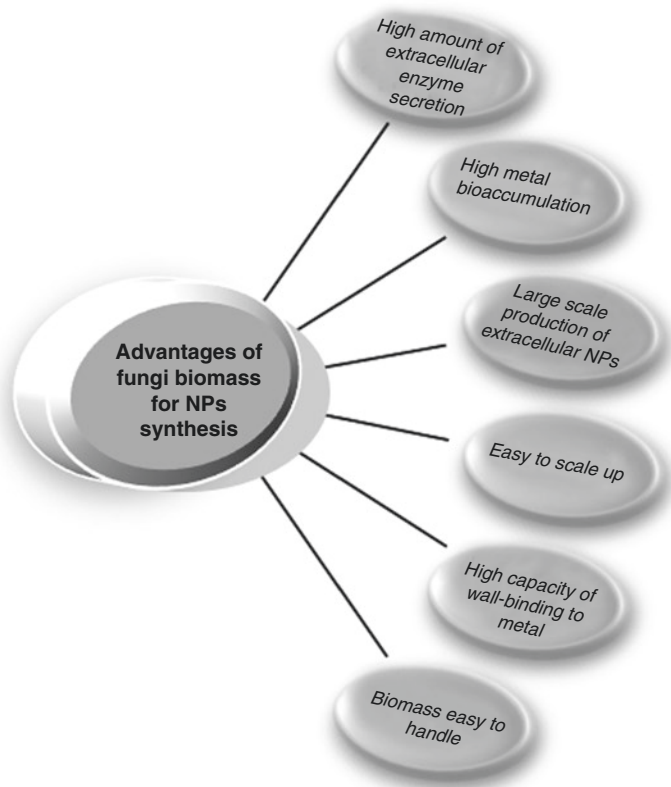 High amount of
extracellular
enzyme
secretion
High metal
bioaccumulation
Large scale
production of
extracellular NPs
Advantages of
fungi biomass
for NPs
synthesis
Easy to scale up
High capacity of
wall-binding to
metal
Biomass easy to
handle